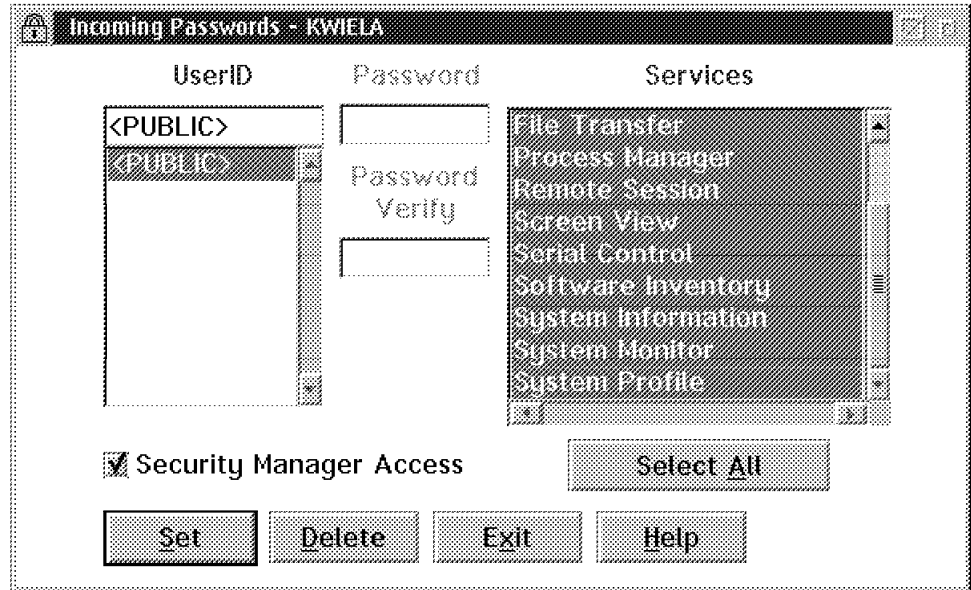 Incoming Passwords - KWIELA
UserID
Password
Services
<PUBLIC>
<PUBLIC>
Password
Verify
File Transfer
Process Manager
Remote Session
Screen View
Serial Control
Software Inventory
System Information
System Monitor
System Profile
Security Manager Access
Select All
Set
Delete
Exit
Help